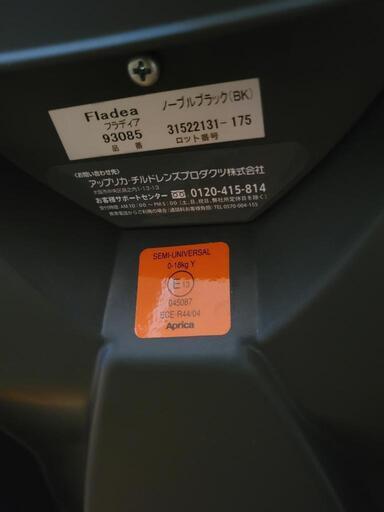 Fladea ノーブルブラック(BK)
フラディア
93085 31522131-175
品番 ロット番号
<お問い合わせ先>
アップリカ・チルドレンズプロダクツ株式会社
お客様サポートセンター 0120-415-814
SEMI-UNIVERSAL
0-18kg Y
E 13
045087
ECE-R44/04
Aprica